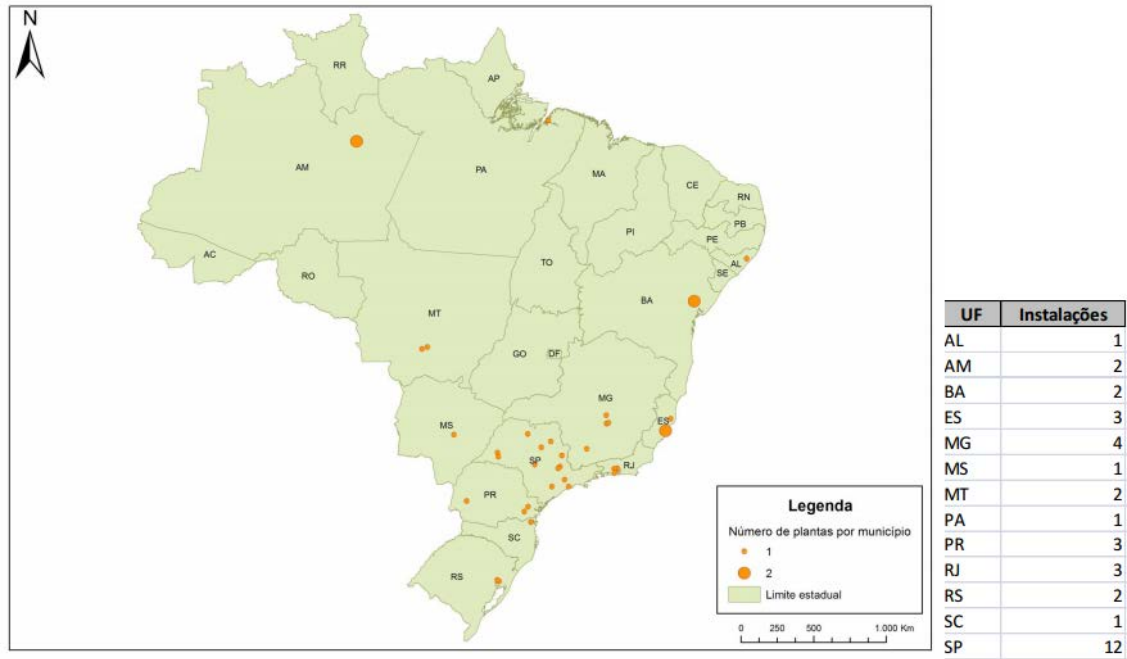 N
RR
AP
AM
PA
MA
CE
RN
PB
PE
PI
AL
SE
AC
RO
TO
BA
MT
GO
DF
MG
ES
MS
SP
RJ
PR
SC
RS
Legenda
Número de plantas por município
1
2
Limite estadual
0 250 500 1.000 Km
UF Instalações
AL 1
AM 2
BA 2
ES 3
MG 4
MS 1
MT 2
PA 1
PR 3
RJ 3
RS 2
SC 1
SP 12